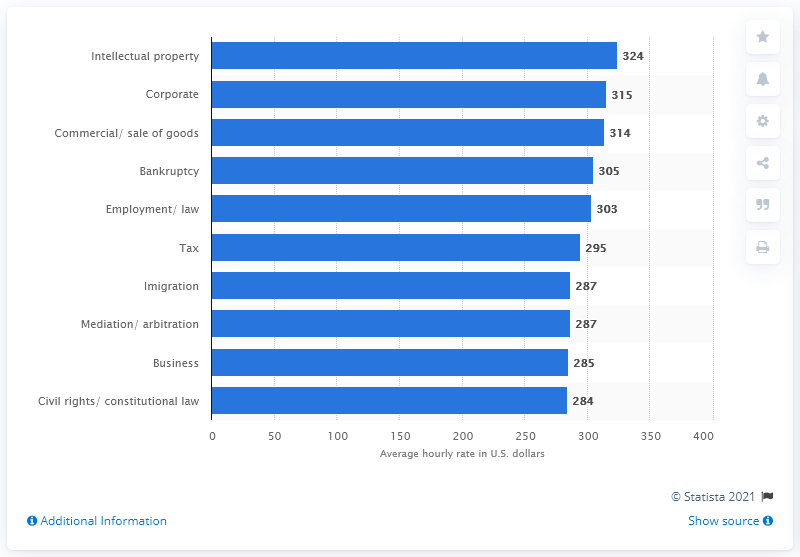 Intellectual property 324
Corporate 315
Commercial/ sale of goods 314
Bankruptcy 305
Employment/ law 303
Tax 295
Imigration 287
Mediation/ arbitration 287
Business 285
Civil rights/ constitutional law 284
0 50 100 150 200 250 300 350 400
Average hourly rate in U.S. dollars
© Statista 2021
Additional Information Show source